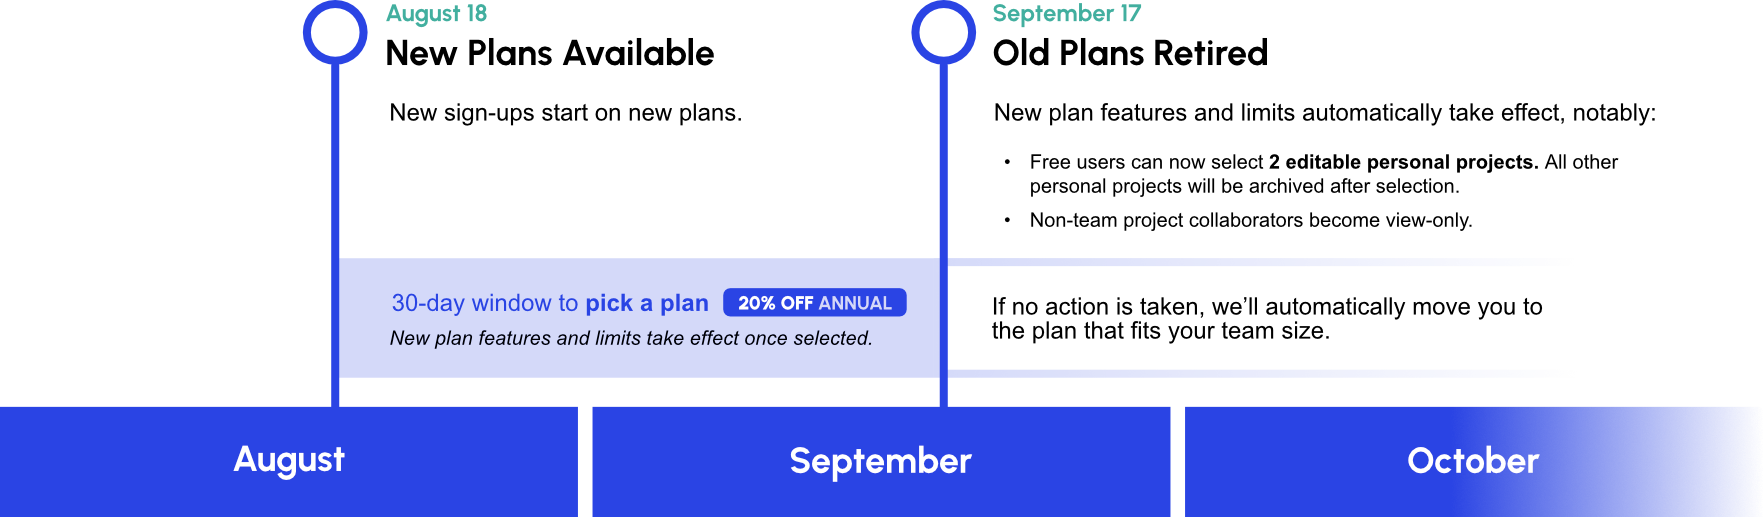 August 18
New Plans Available
New sign-ups start on new plans.
September 17
Old Plans Retired
New plan features and limits automatically take effect, notably:
• Free users can now select 2 editable personal projects. All other
personal projects will be archived after selection.
• Non-team project collaborators become view-only.
30-day window to pick a plan 20% OFF ANNUAL
New plan features and limits take effect once selected.
If no action is taken, we’ll automatically move you to
the plan that fits your team size.
August
September
October